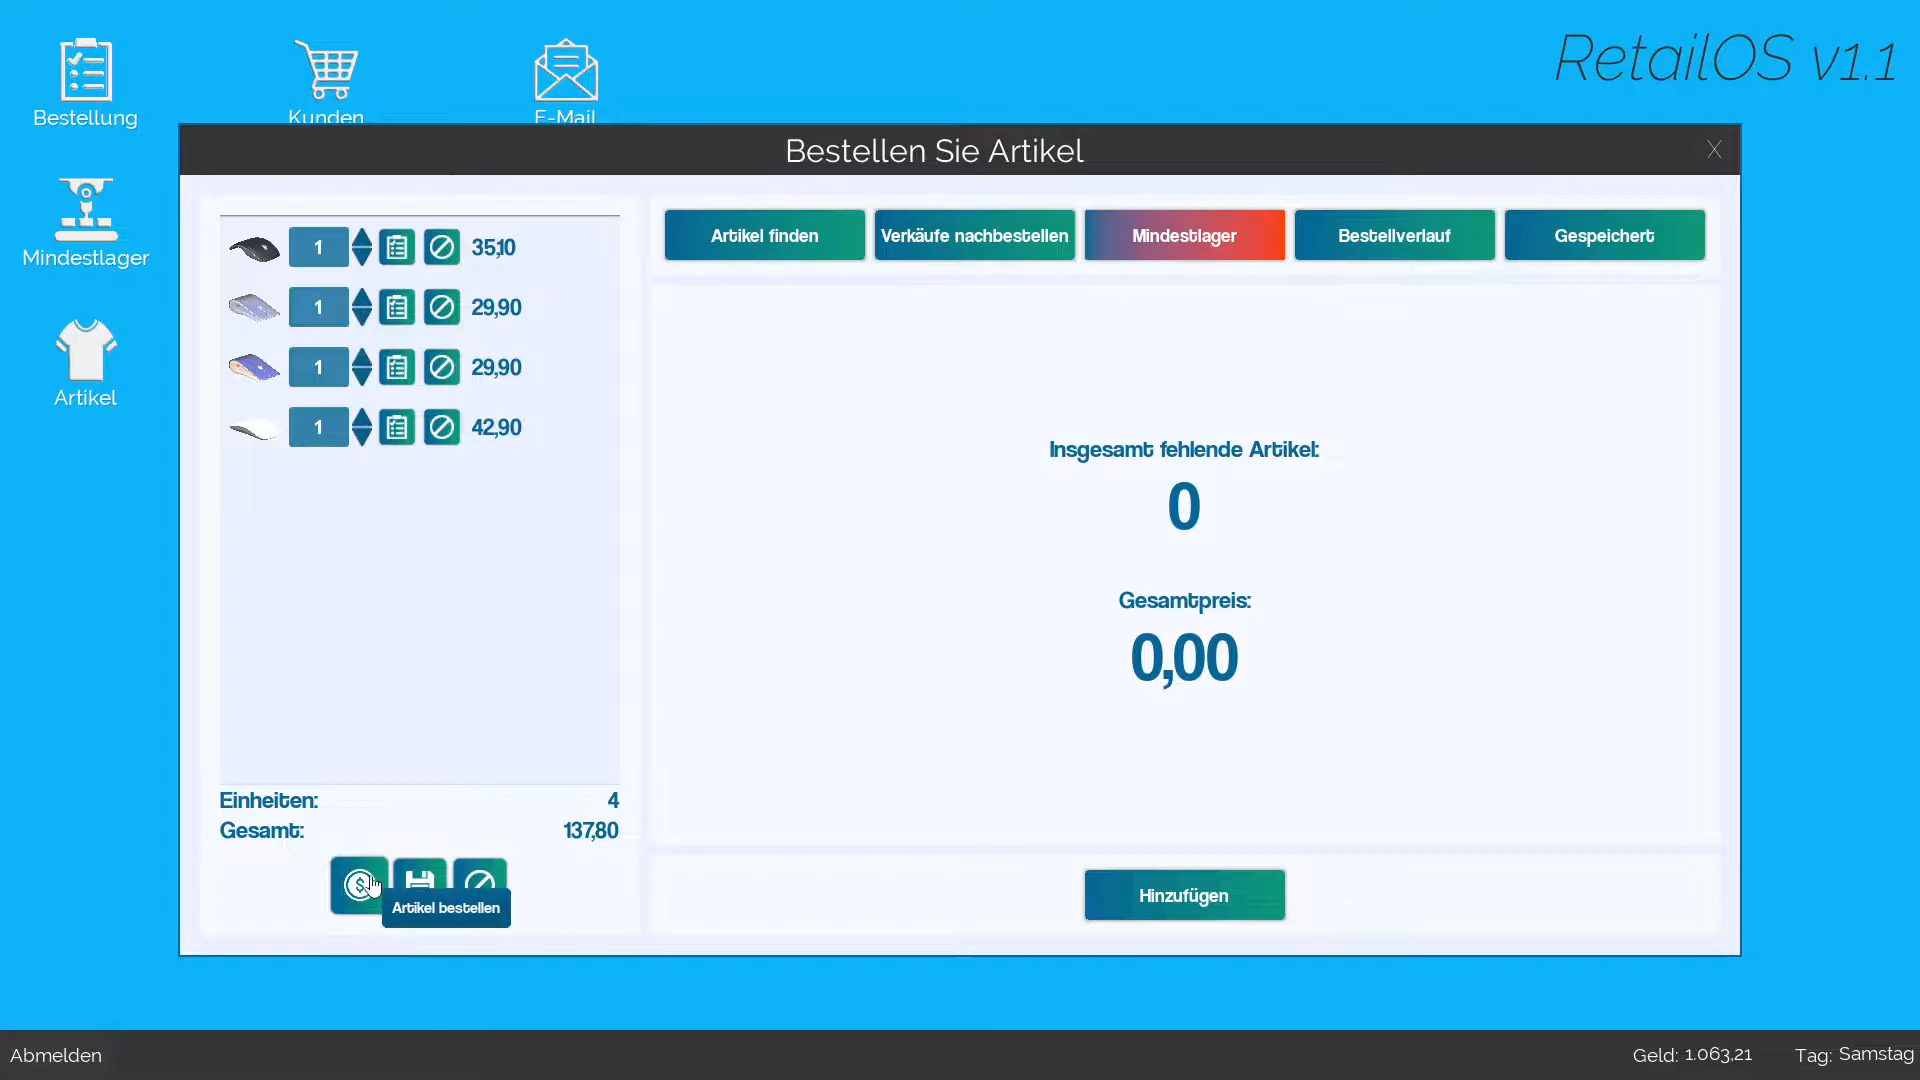 RetailOS v1.1
Bestellung
Kunden
E-Mail
Mindestlager
Artikel
Bestellen Sie Artikel
X
1
35,10
1
29,90
1
29,90
1
42,90
Einheiten: 4
Gesamt: 137,80
Artikel bestellen
Artikel finden
Verkäufe nachbestellen
Mindestlager
Bestellverlauf
Gespeichert
Insgesamt fehlende Artikel:
0
Gesamtpreis:
0,00
Hinzufügen
Abmelden
Geld: 1.063,21
Tag: Samstag